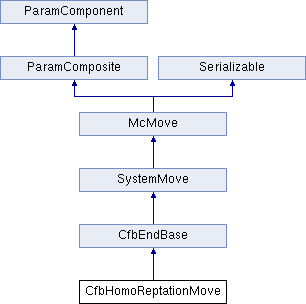 ParamComponent
ParamComposite
Serializable
McMove
SystemMove
CfbEndBase
CfbHomoReptationMove